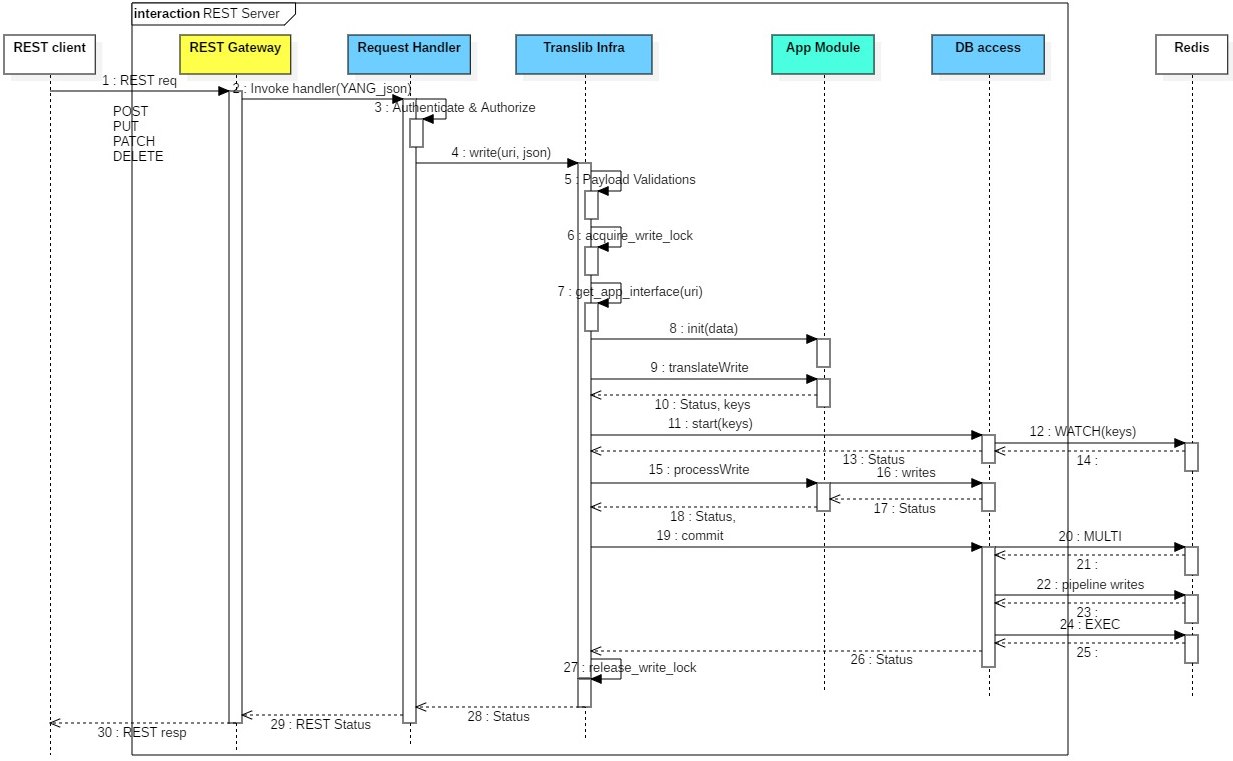 interaction REST Server
REST client
REST Gateway
Request Handler
Translib Infra
App Module
DB access
Redis
1 : REST req
2 : Invoke handler(YANG_json)
3 : Authenticate & Authorize
POST
PUT
PATCH
DELETE
4 : write(uri, json)
5 : Payload Validations
6 : acquire_write_lock
7 : get_app_interface(uri)
8 : init(data)
9 : translateWrite
10 : Status, keys
11 : start(keys)
12 : WATCH(keys)
13 : Status
14 :
15 : processWrite
16 : writes
17 : Status
18 : Status,
19 : commit
20 : MULTI
21 :
22 : pipeline writes
23 :
24 : EXEC
25 :
26 : Status
27 : release_write_lock
28 : Status
29 : REST Status
30 : REST resp